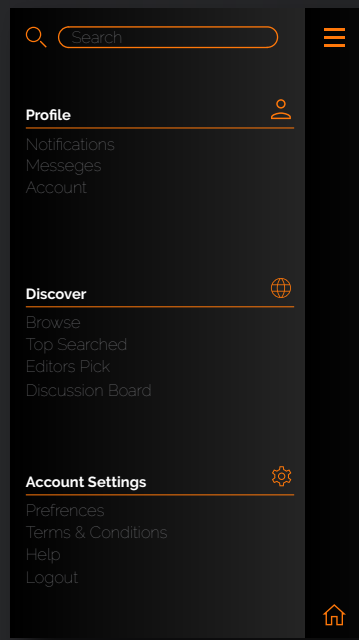 Search
Profile
Notifications
Messeges
Account
Discover
Browse
Top Searched
Editors Pick
Discussion Board
Account Settings
Prefrences
Terms & Conditions
Help
Logout